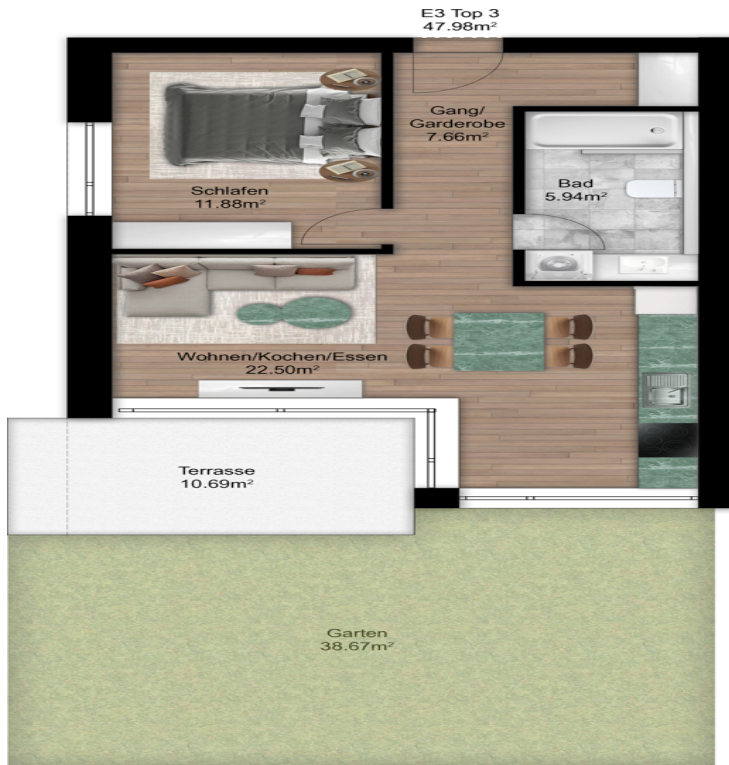 E3 Top 3
47.98m²
Gang/
Garderobe
7.66m²
Schlafen
11.88m²
Bad
5.94m²
Wohnen/Kochen/Essen
22.50m²
Terrasse
10.69m²
Garten
38.67m²